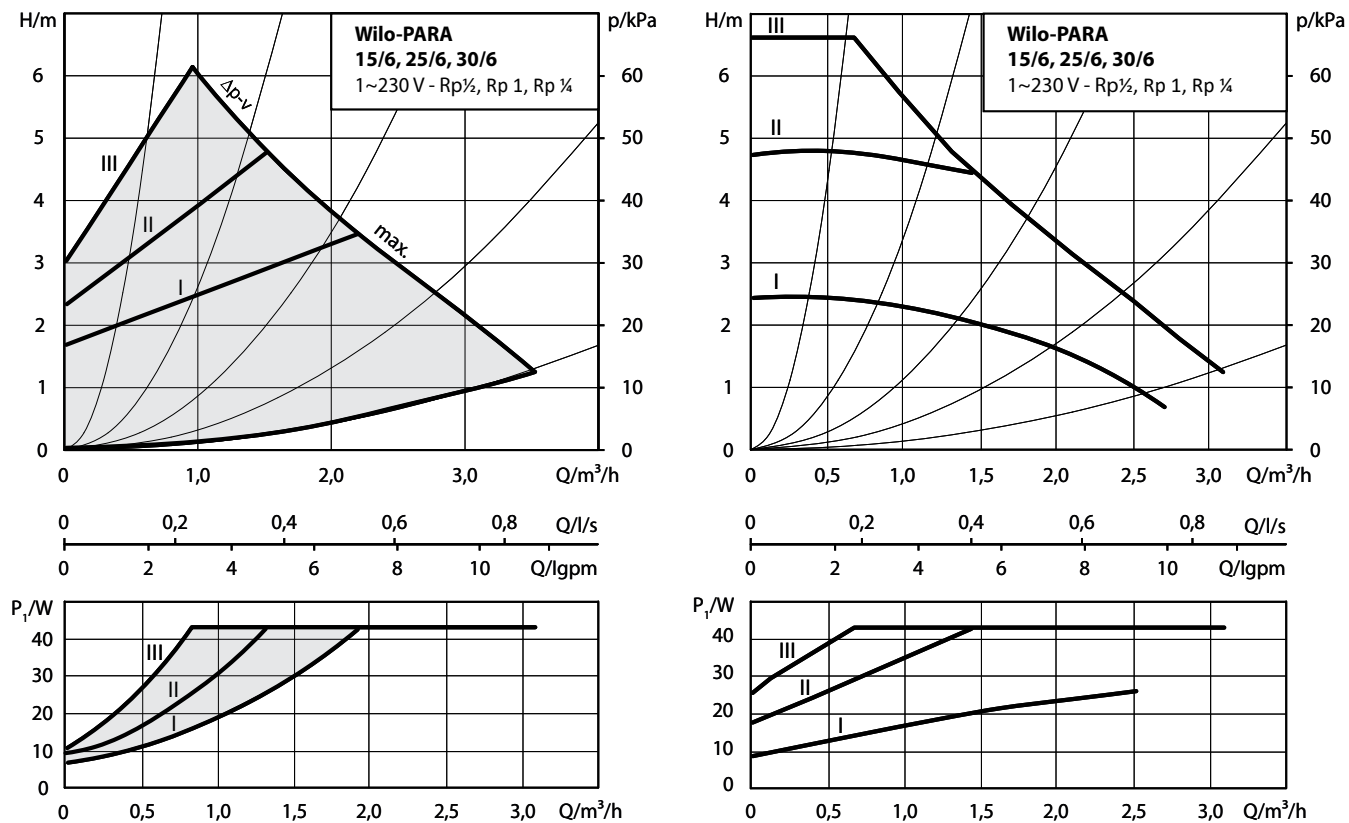 H/m
p/kPa
Wilo-PARA
15/6, 25/6, 30/6
1~230 V - Rp½, Rp 1, Rp ¼
6
5
4
3
2
1
0
60
50
40
30
20
10
0
Δp-v
max.
III
II
I
0 1,0 2,0 3,0 Q/m³/h
0 0,2 0,4 0,6 0,8 Q/l/s
0 2 4 6 8 10 Q/Igpm
P₁/W
40
30
20
10
0
III
II
I
0 0,5 1,0 1,5 2,0 2,5 3,0 Q/m³/h
H/m
p/kPa
Wilo-PARA
15/6, 25/6, 30/6
1~230 V - Rp½, Rp 1, Rp ¼
6
5
4
3
2
1
0
60
50
40
30
20
10
0
III
II
I
0 0,5 1,0 1,5 2,0 2,5 3,0 Q/m³/h
0 0,2 0,4 0,6 0,8 Q/l/s
0 2 4 6 8 10 Q/Igpm
P₁/W
40
30
20
10
0
III
II
I
0 0,5 1,0 1,5 2,0 2,5 3,0 Q/m³/h